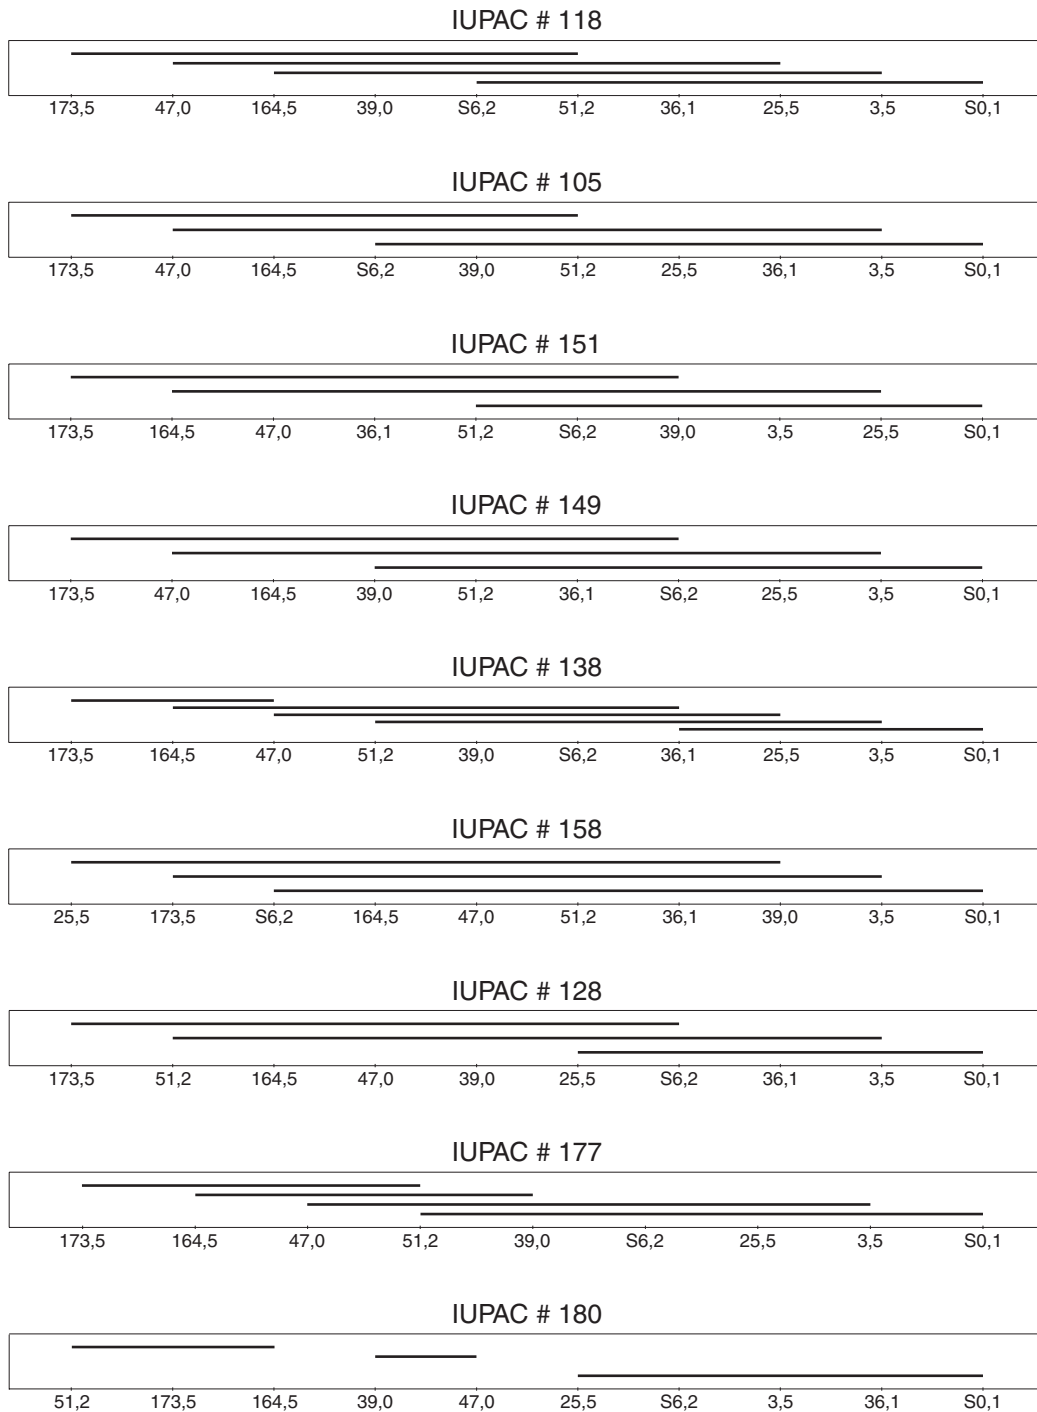 IUPAC # 118
173,5 47,0 164,5 39,0 S6,2 51,2 36,1 25,5 3,5 S0,1
IUPAC # 105
173,5 47,0 164,5 S6,2 39,0 51,2 25,5 36,1 3,5 S0,1
IUPAC # 151
173,5 164,5 47,0 36,1 51,2 S6,2 39,0 3,5 25,5 S0,1
IUPAC # 149
173,5 47,0 164,5 39,0 51,2 36,1 S6,2 25,5 3,5 S0,1
IUPAC # 138
173,5 164,5 47,0 51,2 39,0 S6,2 36,1 25,5 3,5 S0,1
IUPAC # 158
25,5 173,5 S6,2 164,5 47,0 51,2 36,1 39,0 3,5 S0,1
IUPAC # 128
173,5 51,2 164,5 47,0 39,0 25,5 S6,2 36,1 3,5 S0,1
IUPAC # 177
173,5 164,5 47,0 51,2 39,0 S6,2 25,5 3,5 S0,1
IUPAC # 180
51,2 173,5 164,5 39,0 47,0 25,5 S6,2 3,5 36,1 S0,1